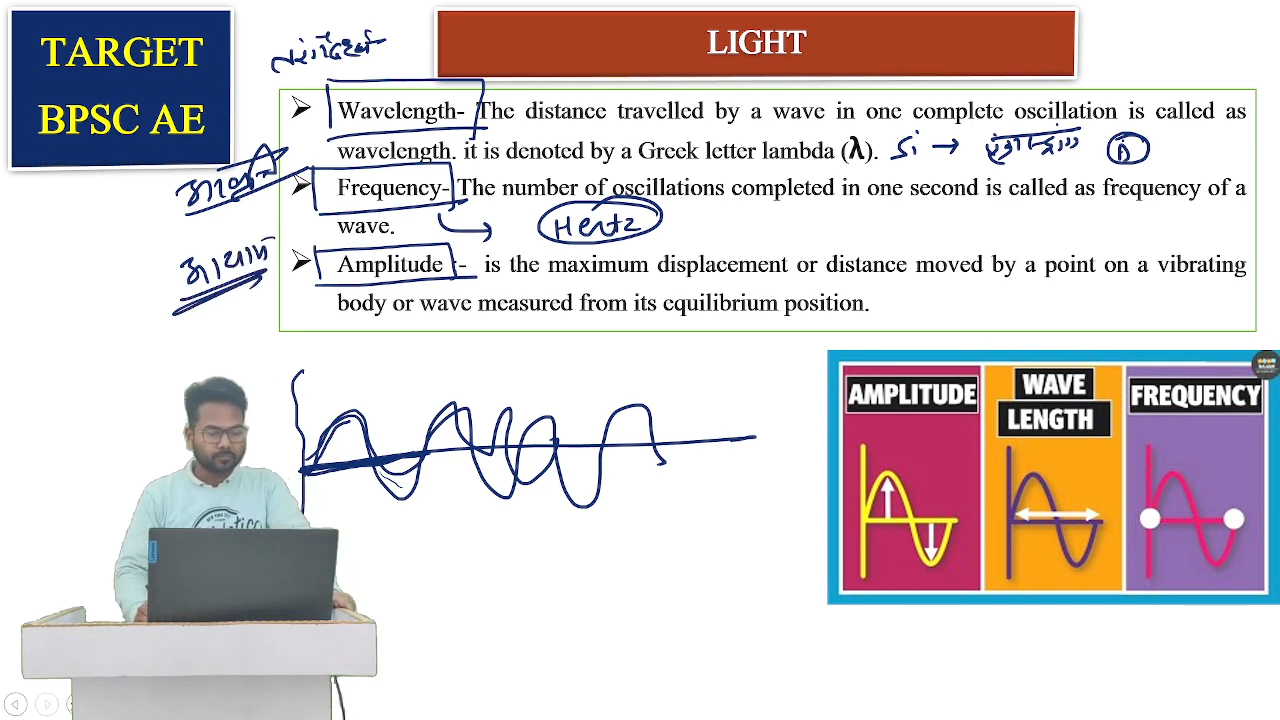 TARGET
BPSC AE
LIGHT
तरंगदैर्ध्य
➤ Wavelength- The distance travelled by a wave in one complete oscillation is called as
wavelength. it is denoted by a Greek letter lambda (λ). Si →
➤ Frequency- The number of oscillations completed in one second is called as frequency of a
wave. Hertz
आयाम
➤ Amplitude :- is the maximum displacement or distance moved by a point on a vibrating
body or wave measured from its equilibrium position.
AMPLITUDE
WAVE
LENGTH
FREQUENCY